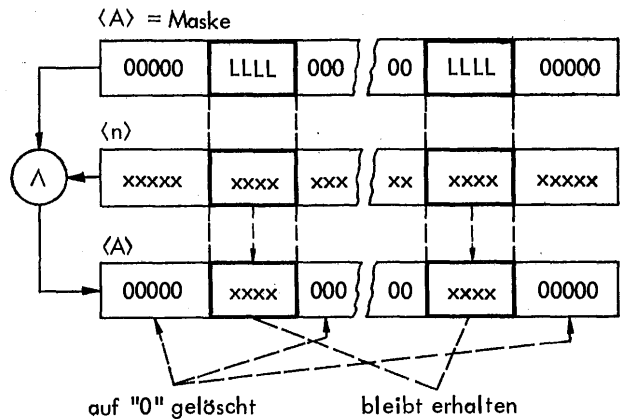 ⟨A⟩ = Maske
00000 LLLL 000 00 LLLL 00000
⟨n⟩
∧ xxxxx xxxx xxx xx xxxx xxxxx
⟨A⟩
00000 xxxx 000 00 xxxx 00000
auf "0" gelöscht bleibt erhalten